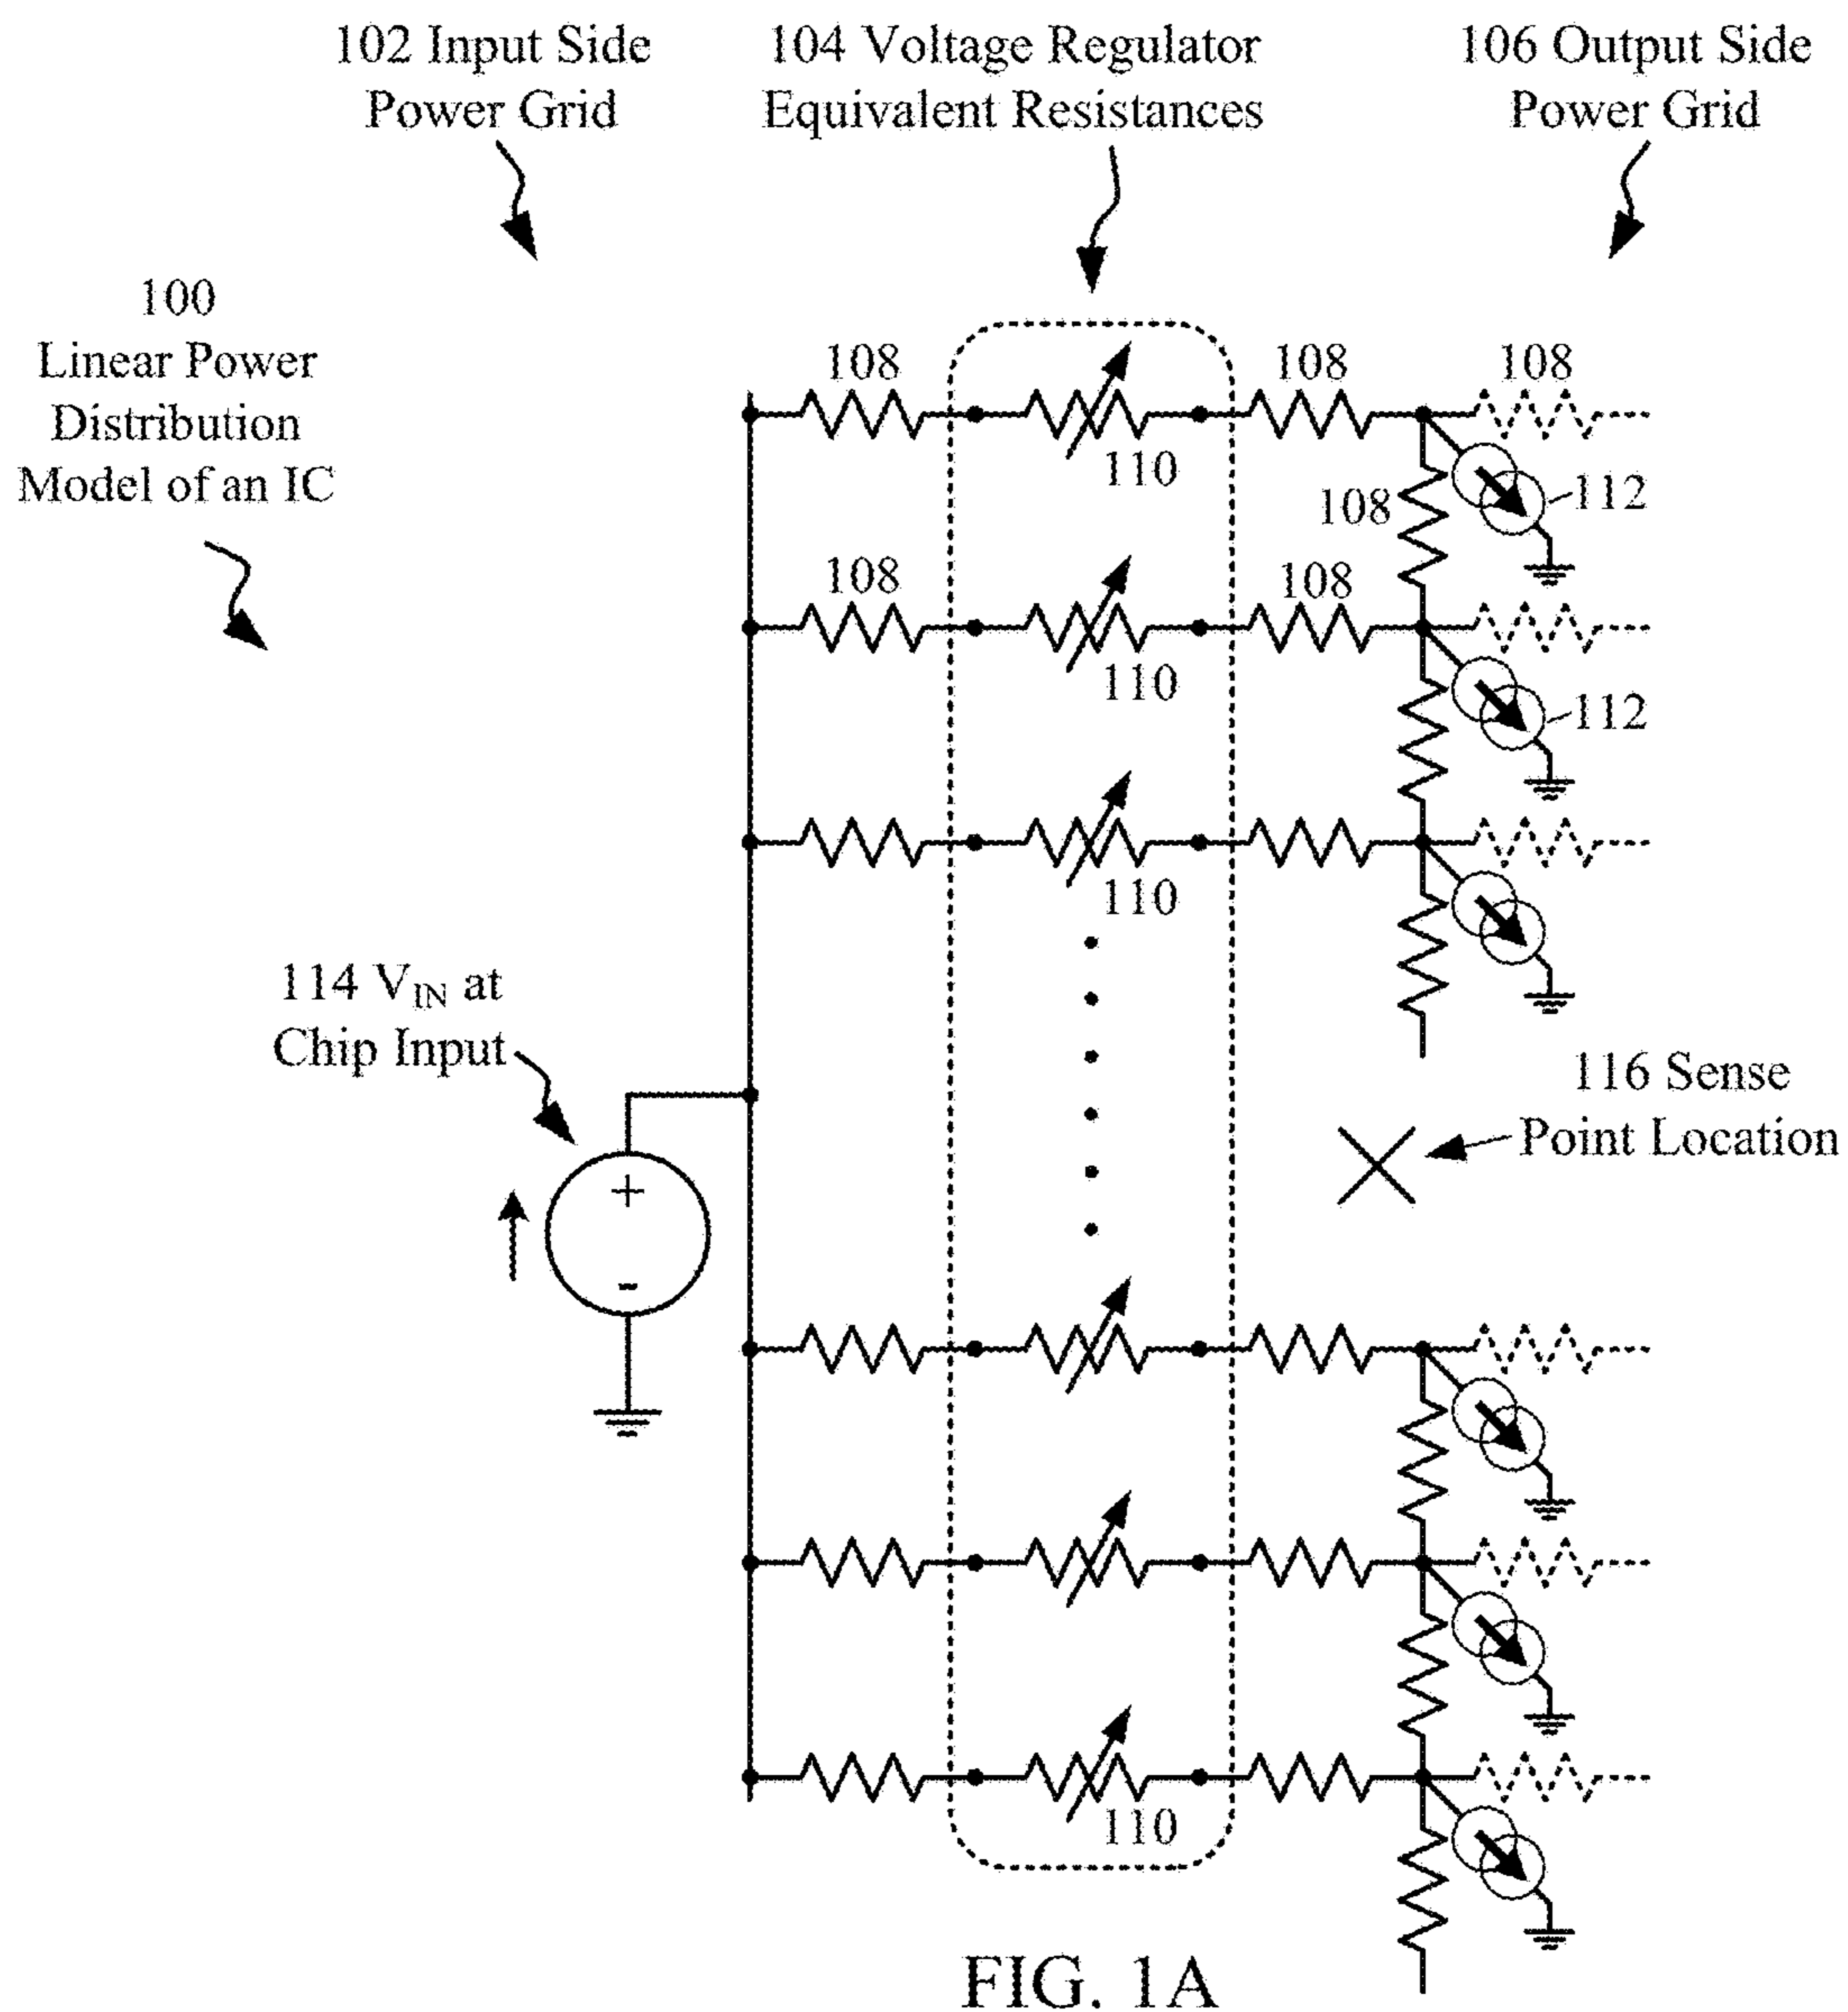 102 Input Side
Power Grid
104 Voltage Regulator
Equivalent Resistances
106 Output Side
Power Grid
100
Linear Power
Distribution
Model of an IC
108
108
108
110
108
112
108
108
110
112
110
114 VIN at
Chip Input
116 Sense
Point Location
+
-
110
FIG. 1A